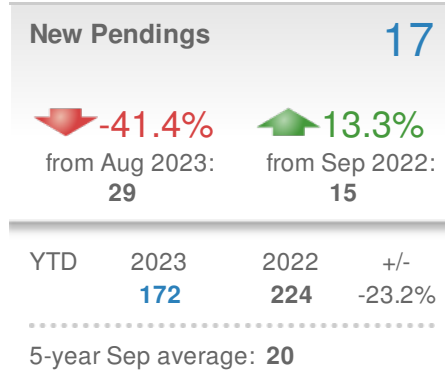 New Pendings 17
-41.4% 13.3%
from Aug 2023: from Sep 2022:
29 15
YTD 2023 2022 +/-
172 224 -23.2%
5-year Sep average: 20